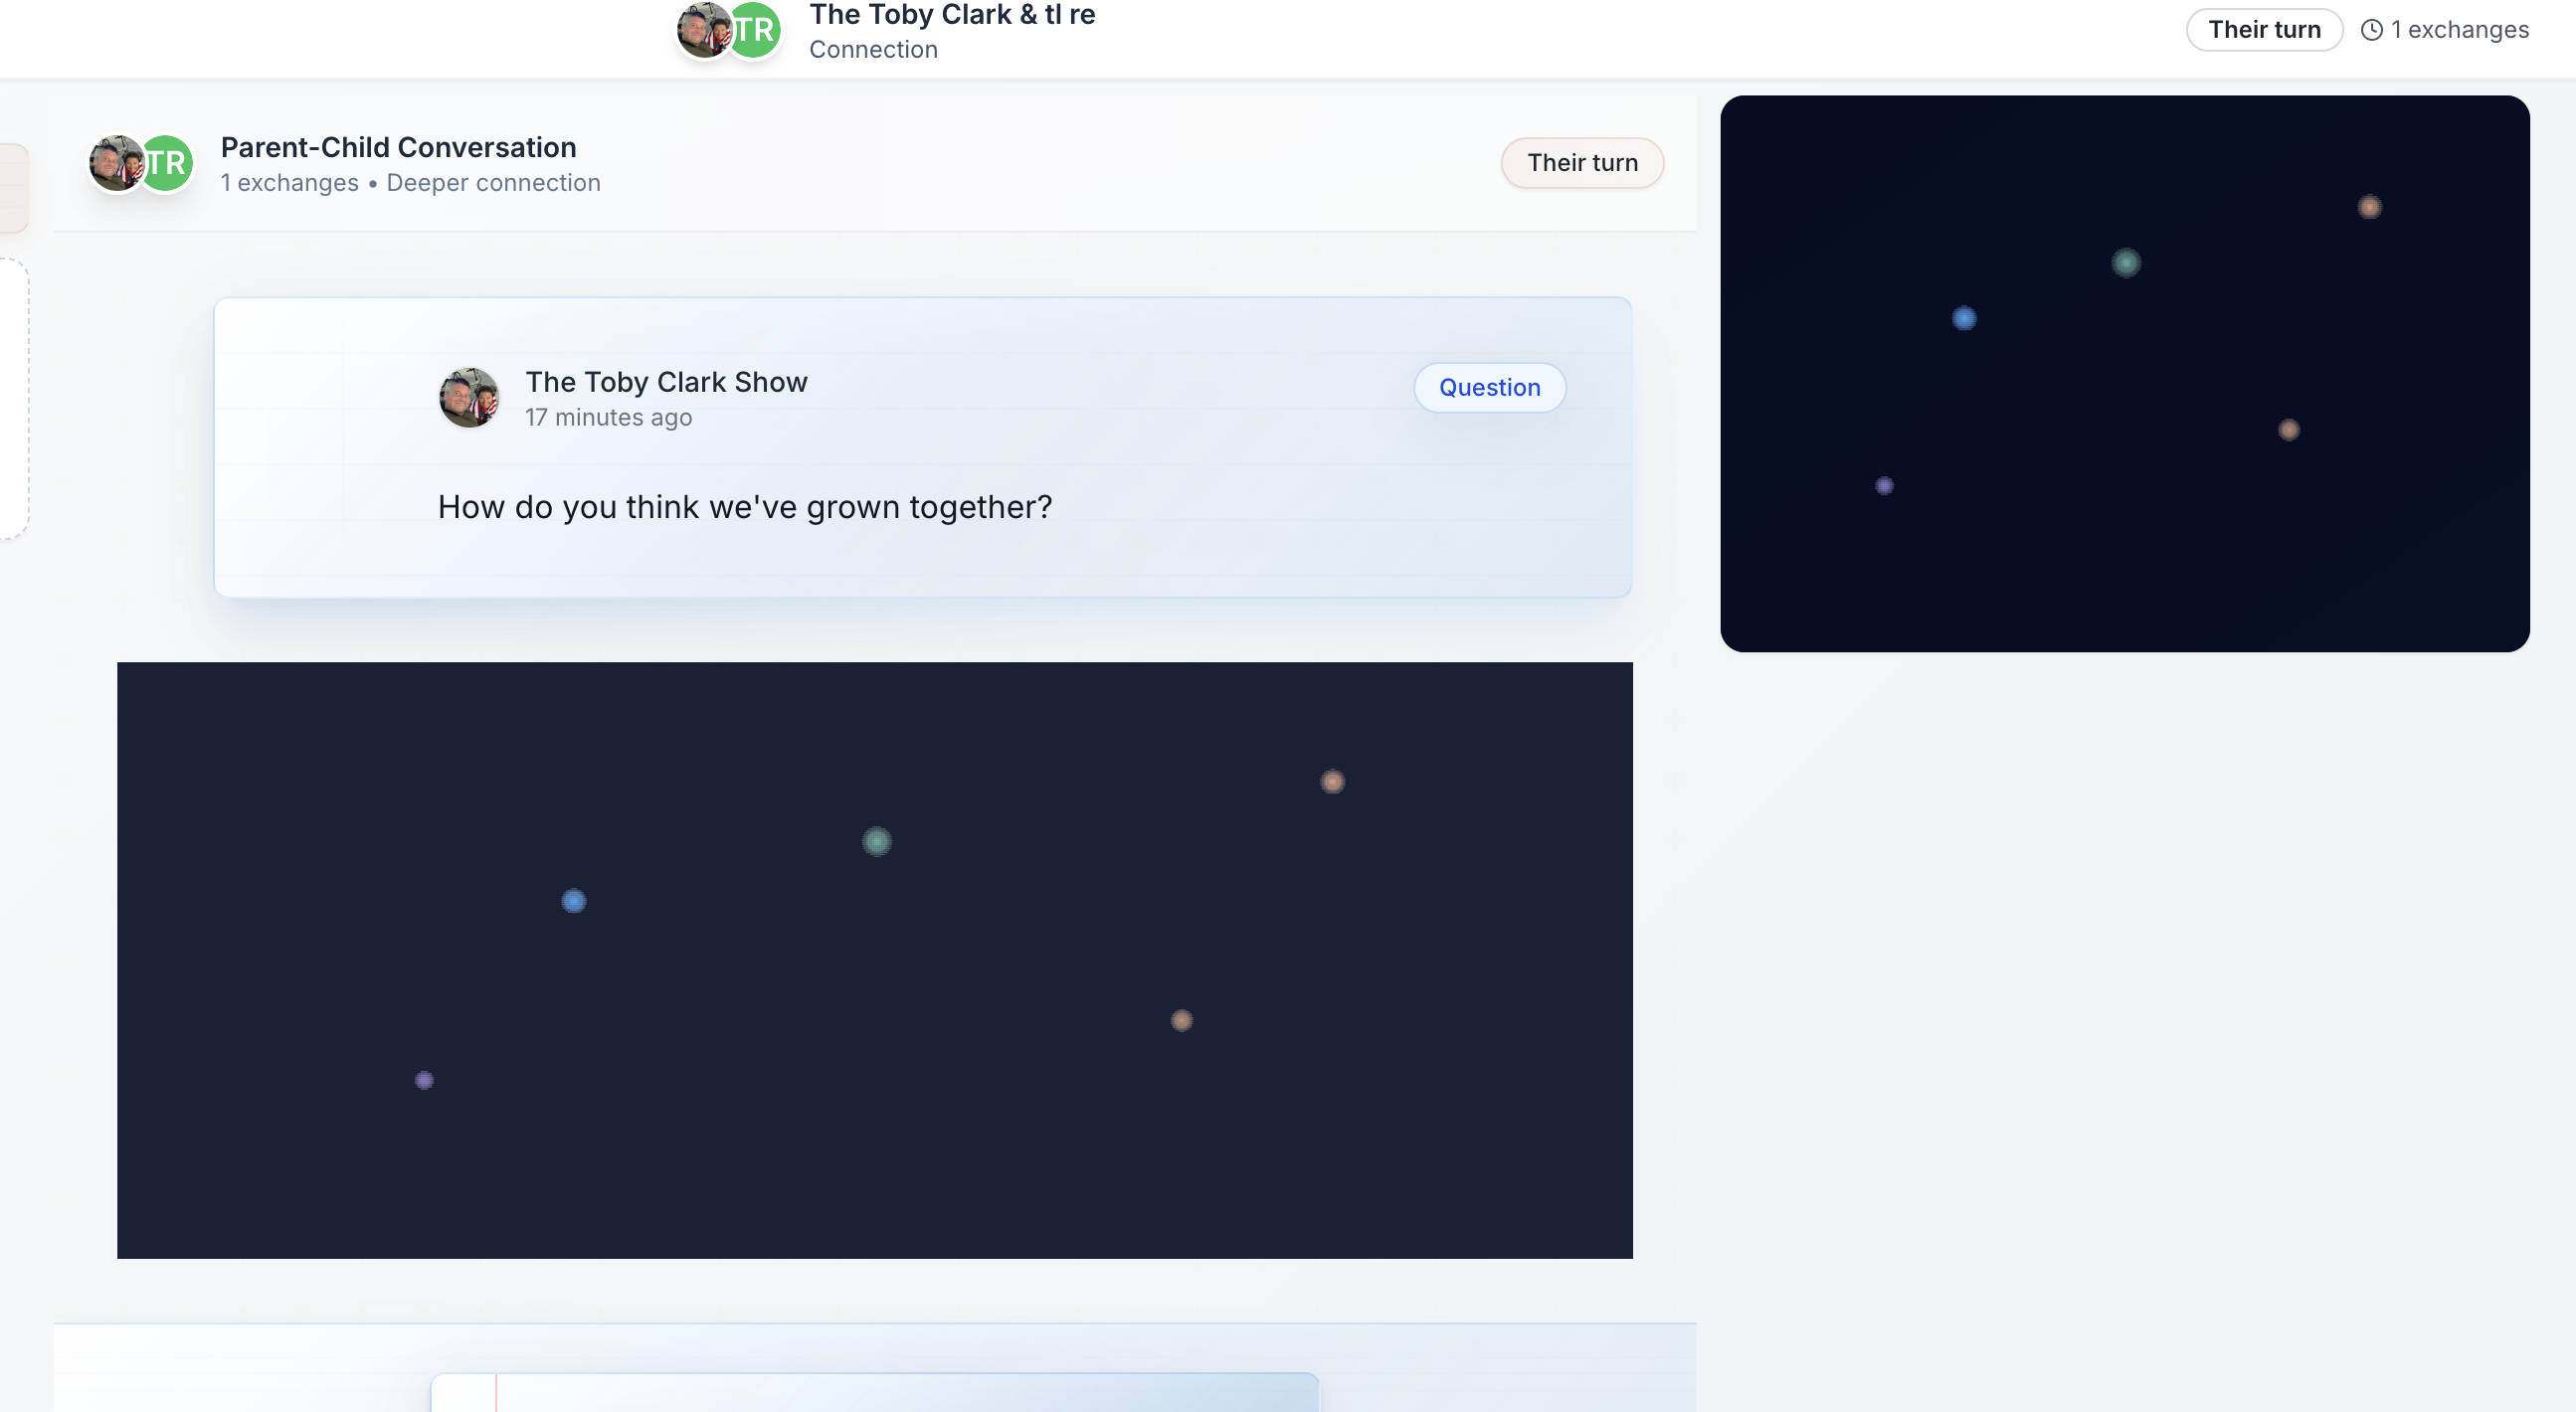 TR
The Toby Clark & tl re
Connection
Their turn
1 exchanges
TR
Parent-Child Conversation
1 exchanges • Deeper connection
Their turn
The Toby Clark Show
17 minutes ago
Question
How do you think we've grown together?